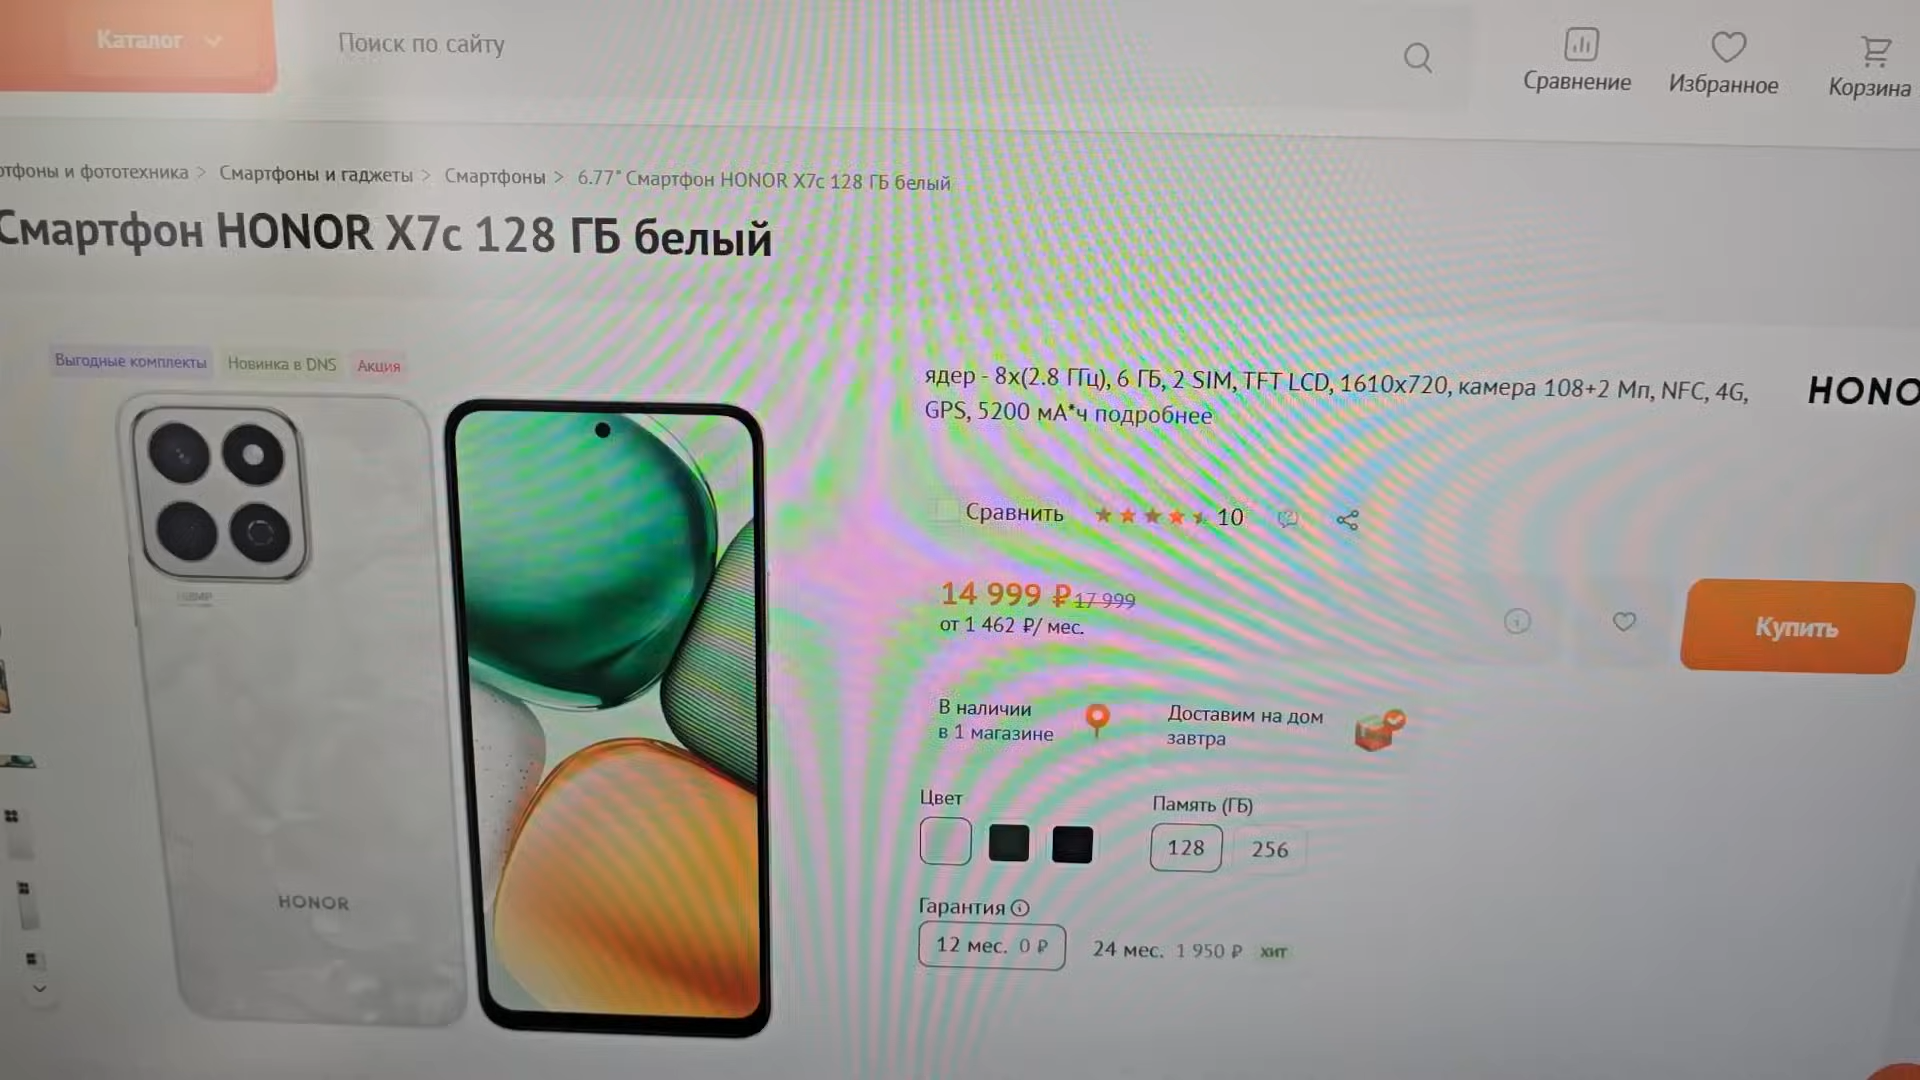 Каталог
Поиск по сайту
Сравнение
Избранное
Корзина
ртфоны и фототехника > Смартфоны и гаджеты > Смартфоны > 6.77" Смартфон HONOR X7c 128 ГБ белый
Смартфон HONOR X7c 128 ГБ белый
Выгодные комплекты
Новинка в DNS
Акция
ядер - 8x(2.8 ГГц), 6 ГБ, 2 SIM, TFT LCD, 1610x720, камера 108+2 Мп, NFC, 4G,
GPS, 5200 мА*ч подробнее
HONO
Сравнить
10
14 999 ₽ 17 999
от 1 462 ₽/ мес.
Купить
В наличии
в 1 магазине
Доставим на дом
завтра
Цвет
Память (ГБ)
128
256
HONOR
Гарантия
12 мес. 0 ₽
24 мес. 1 950 ₽ хит